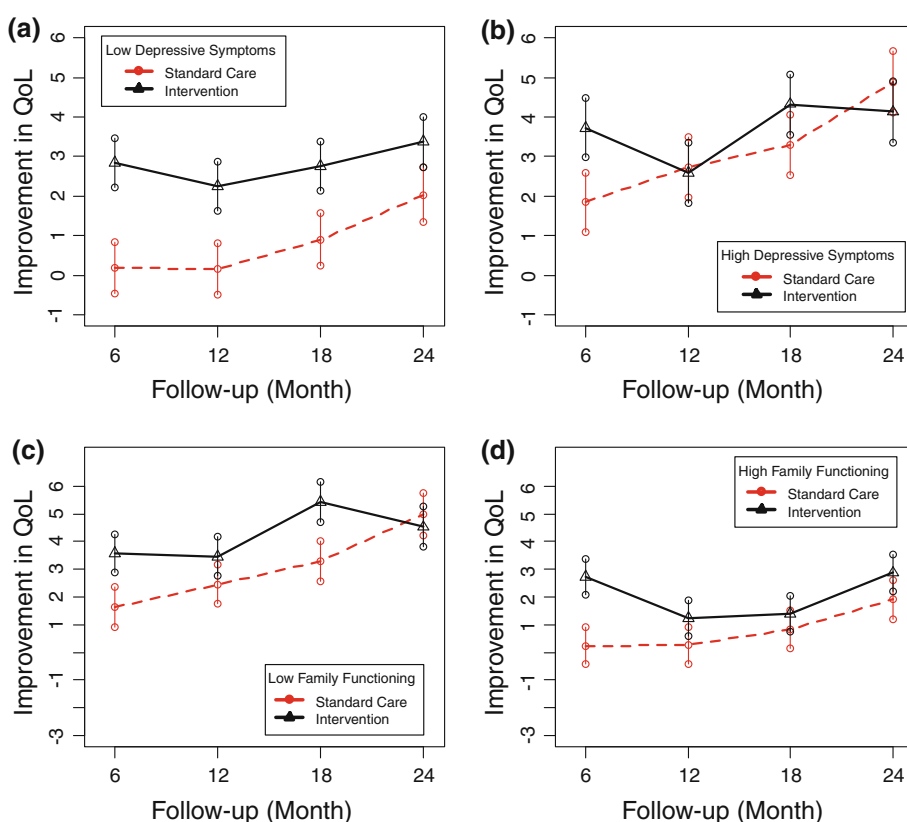 (a)
Improvement in QoL
6
5
4
3
2
1
0
-1
Low Depressive Symptoms
Standard Care
Intervention
6
12
18
24
Follow-up (Month)
(b)
Improvement in QoL
6
5
4
3
2
1
0
-1
High Depressive Symptoms
Standard Care
Intervention
6
12
18
24
Follow-up (Month)
(c)
Improvement in QoL
6
5
4
3
2
1
-1
-3
Low Family Functioning
Standard Care
Intervention
6
12
18
24
Follow-up (Month)
(d)
Improvement in QoL
6
5
4
3
2
1
-1
-3
High Family Functioning
Standard Care
Intervention
6
12
18
24
Follow-up (Month)